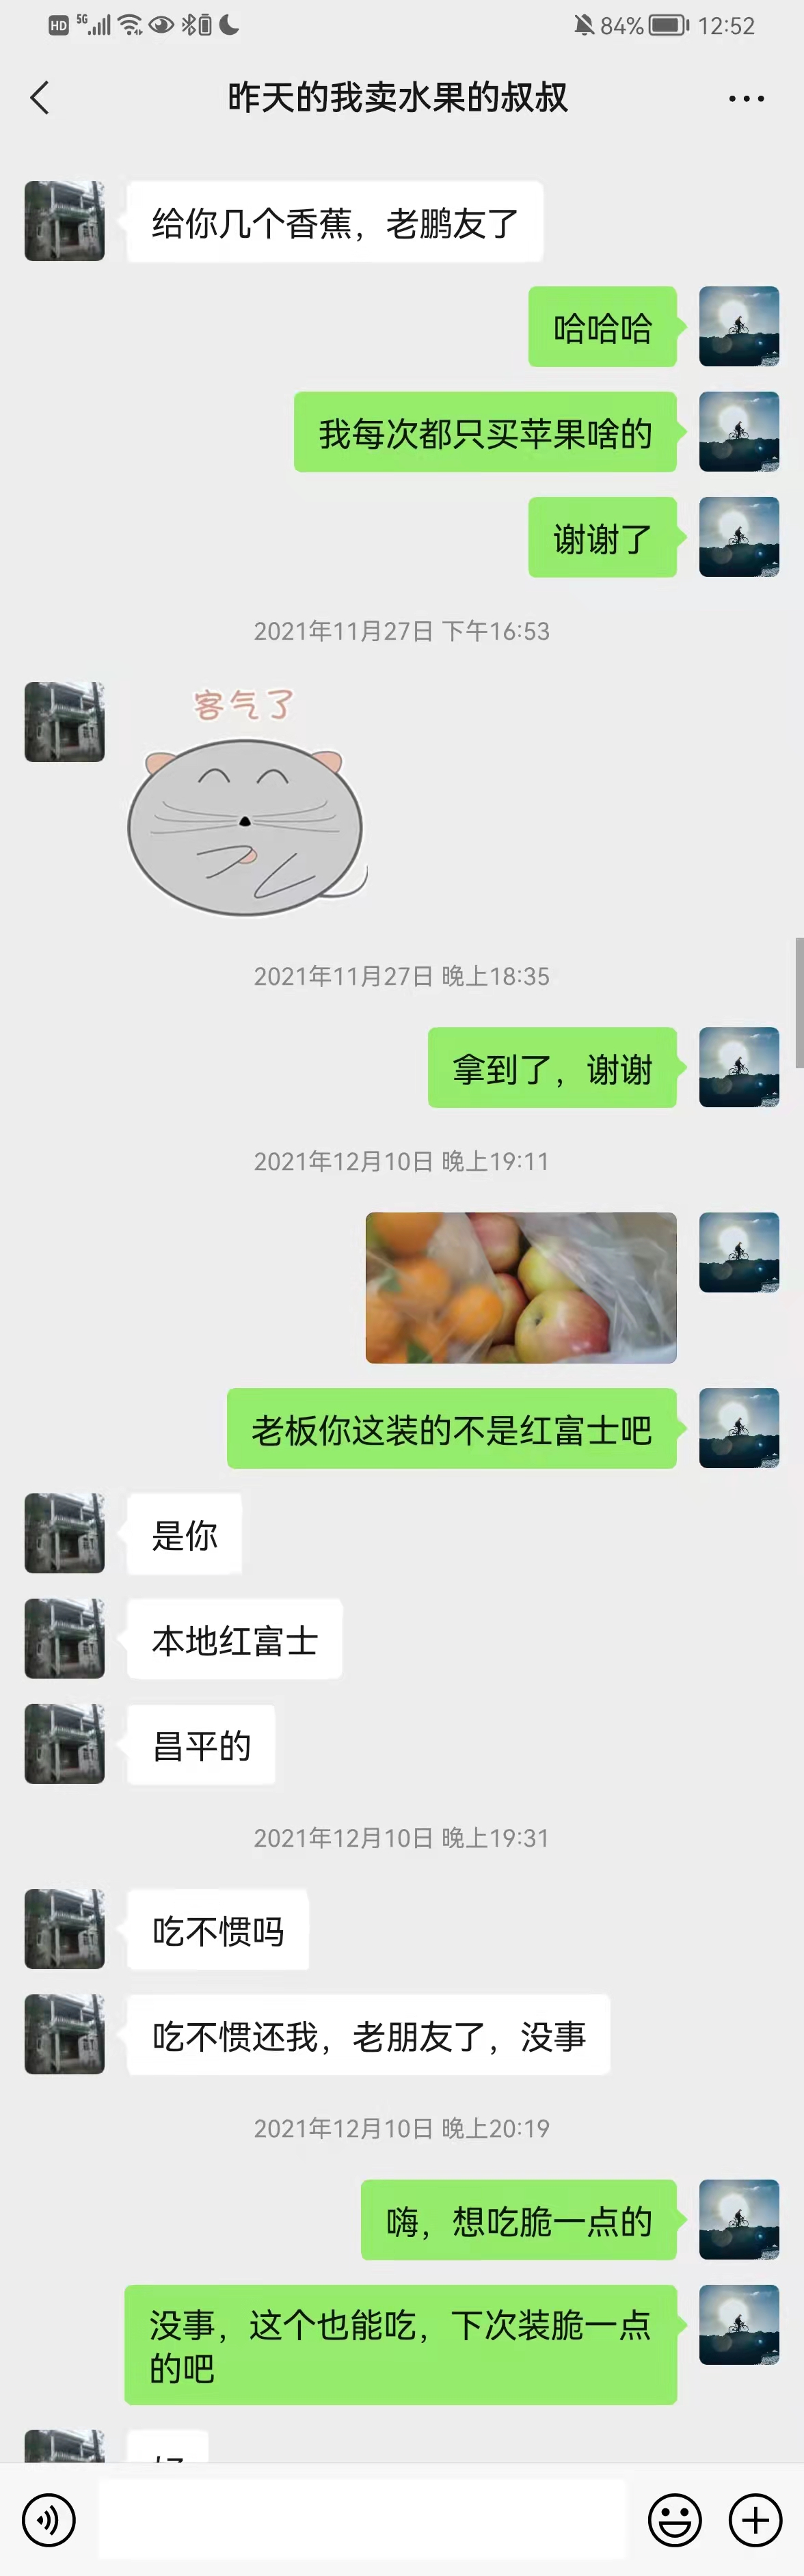 HD 5G 84% 12:52
昨天的我卖水果的叔叔
给你几个香蕉，老鹏友了
哈哈哈
我每次都只买苹果啥的
谢谢了
2021年11月27日 下午16:53
客气了
2021年11月27日 晚上18:35
拿到了，谢谢
2021年12月10日 晚上19:11
老板你这装的不是红富士吧
是你
本地红富士
昌平的
2021年12月10日 晚上19:31
吃不惯吗
吃不惯还我，老朋友了，没事
2021年12月10日 晚上20:19
嗨，想吃脆一点的
没事，这个也能吃，下次装脆一点
的吧